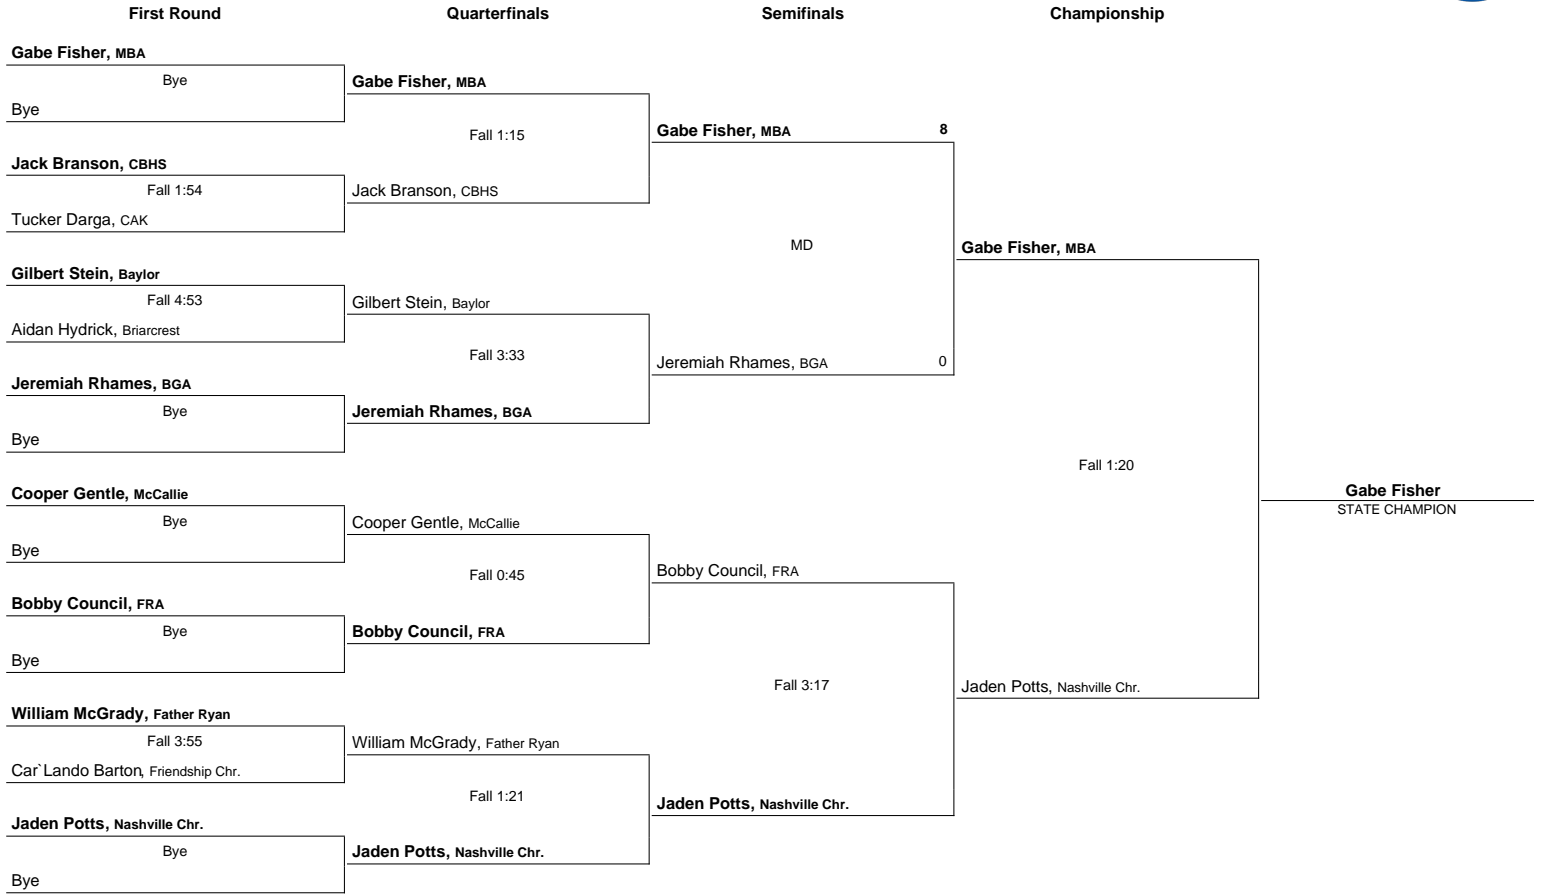 First Round Quarterfinals Semifinals Championship
Gabe Fisher, MBA
Bye
Bye
Jack Branson, CBHS
Fall 1:54
Tucker Darga, CAK
Gilbert Stein, Baylor
Fall 4:53
Aidan Hydrick, Briarcrest
Jeremiah Rhames, BGA
Bye
Bye
Cooper Gentle, McCallie
Bye
Bye
Bobby Council, FRA
Bye
Bye
William McGrady, Father Ryan
Fall 3:55
Car`Lando Barton, Friendship Chr.
Jaden Potts, Nashville Chr.
Bye
Bye
Gabe Fisher, MBA
Fall 1:15
Jack Branson, CBHS
Gilbert Stein, Baylor
Fall 3:33
Jeremiah Rhames, BGA
Cooper Gentle, McCallie
Fall 0:45
Bobby Council, FRA
William McGrady, Father Ryan
Fall 1:21
Jaden Potts, Nashville Chr.
Gabe Fisher, MBA 8
MD
Jeremiah Rhames, BGA 0
Bobby Council, FRA
Fall 3:17
Jaden Potts, Nashville Chr.
Gabe Fisher, MBA
Fall 1:20
Jaden Potts, Nashville Chr.
Gabe Fisher
STATE CHAMPION